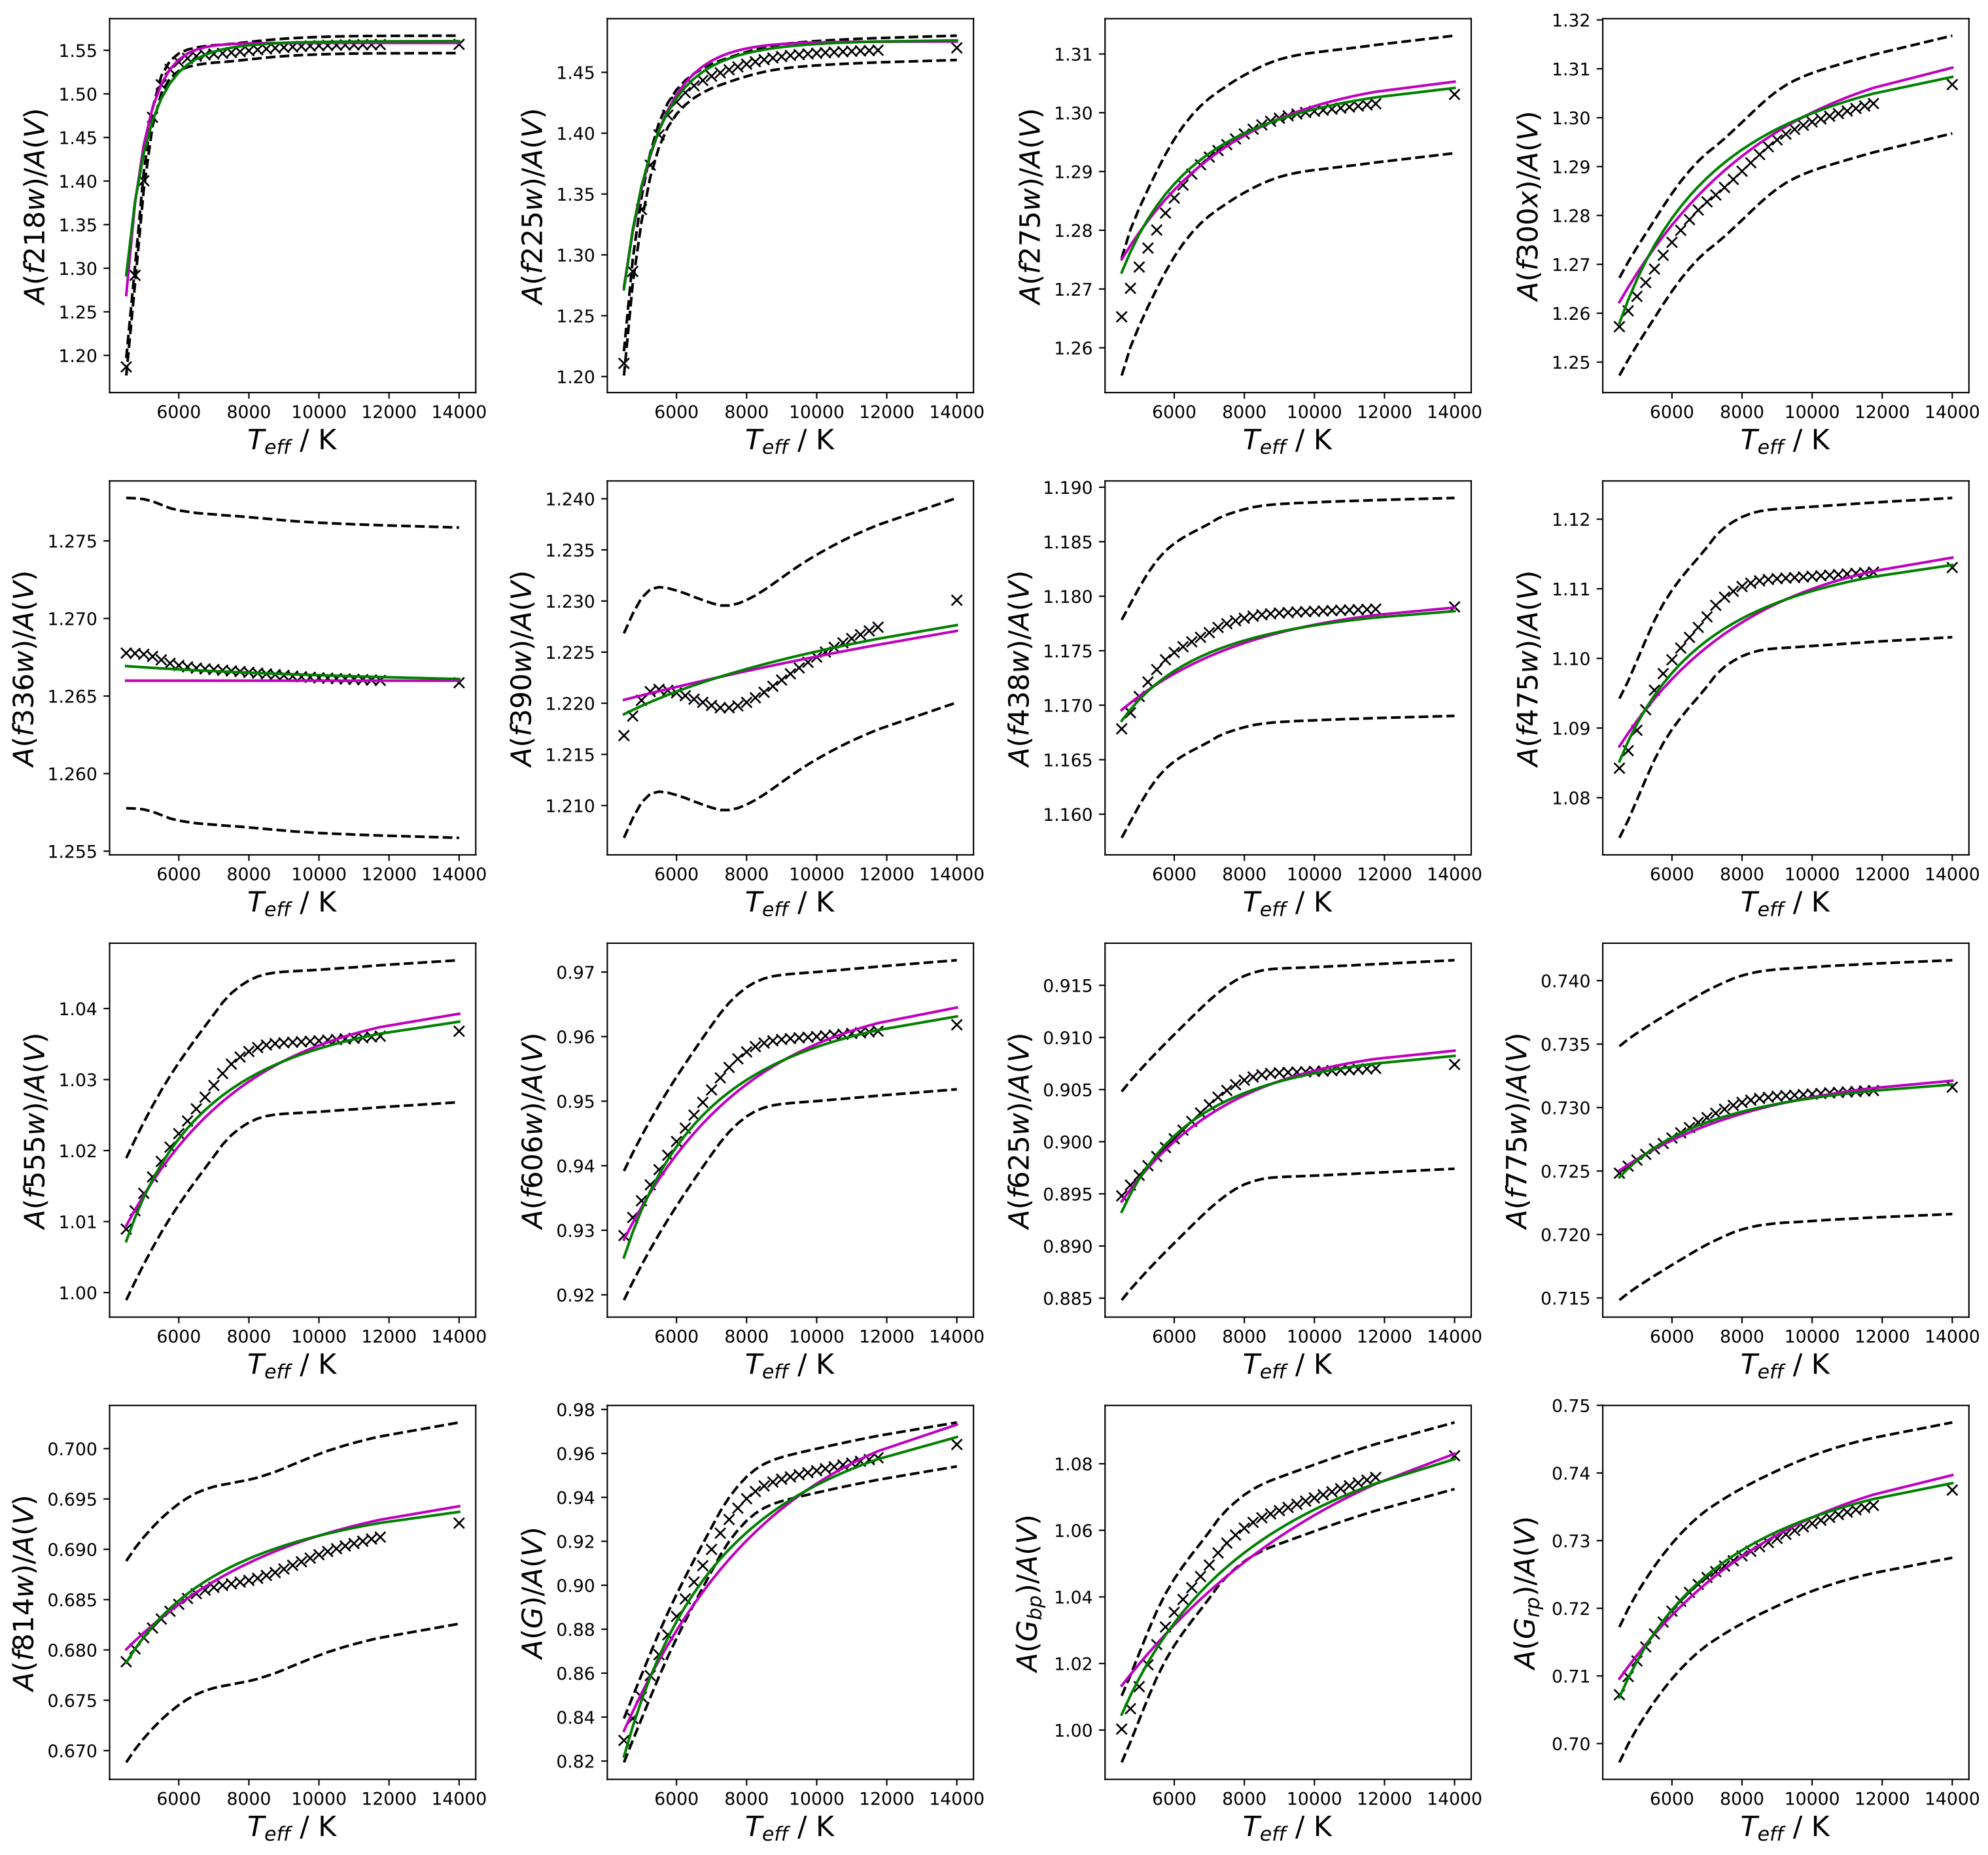 A(f218w)/A(V)
1.55
1.50
1.45
1.40
1.35
1.30
1.25
1.20
6000 8000 10000 12000 14000
T_eff / K
A(f225w)/A(V)
1.45
1.40
1.35
1.30
1.25
1.20
6000 8000 10000 12000 14000
T_eff / K
A(f275w)/A(V)
1.31
1.30
1.29
1.28
1.27
1.26
6000 8000 10000 12000 14000
T_eff / K
A(f300x)/A(V)
1.32
1.31
1.30
1.29
1.28
1.27
1.26
1.25
6000 8000 10000 12000 14000
T_eff / K
A(f336w)/A(V)
1.275
1.270
1.265
1.260
1.255
6000 8000 10000 12000 14000
T_eff / K
A(f390w)/A(V)
1.240
1.235
1.230
1.225
1.220
1.215
1.210
6000 8000 10000 12000 14000
T_eff / K
A(f438w)/A(V)
1.190
1.185
1.180
1.175
1.170
1.165
1.160
6000 8000 10000 12000 14000
T_eff / K
A(f475w)/A(V)
1.12
1.11
1.10
1.09
1.08
6000 8000 10000 12000 14000
T_eff / K
A(f555w)/A(V)
1.04
1.03
1.02
1.01
1.00
6000 8000 10000 12000 14000
T_eff / K
A(f606w)/A(V)
0.97
0.96
0.95
0.94
0.93
0.92
6000 8000 10000 12000 14000
T_eff / K
A(f625w)/A(V)
0.915
0.910
0.905
0.900
0.895
0.890
0.885
6000 8000 10000 12000 14000
T_eff / K
A(f775w)/A(V)
0.740
0.735
0.730
0.725
0.720
0.715
6000 8000 10000 12000 14000
T_eff / K
A(f814w)/A(V)
0.700
0.695
0.690
0.685
0.680
0.675
0.670
6000 8000 10000 12000 14000
T_eff / K
A(G)/A(V)
0.98
0.96
0.94
0.92
0.90
0.88
0.86
0.84
0.82
6000 8000 10000 12000 14000
T_eff / K
A(G_bp)/A(V)
1.08
1.06
1.04
1.02
1.00
6000 8000 10000 12000 14000
T_eff / K
A(G_rp)/A(V)
0.75
0.74
0.73
0.72
0.71
0.70
6000 8000 10000 12000 14000
T_eff / K